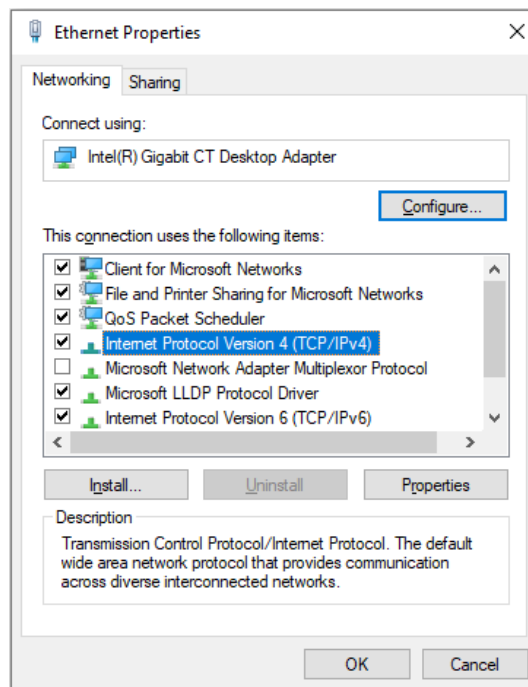 Ethernet Properties
Networking
Sharing
Connect using:
Intel(R) Gigabit CT Desktop Adapter
Configure...
This connection uses the following items:
Client for Microsoft Networks
File and Printer Sharing for Microsoft Networks
QoS Packet Scheduler
Internet Protocol Version 4 (TCP/IPv4)
Microsoft Network Adapter Multiplexor Protocol
Microsoft LLDP Protocol Driver
Internet Protocol Version 6 (TCP/IPv6)
Install...
Uninstall
Properties
Description
Transmission Control Protocol/Internet Protocol. The default
wide area network protocol that provides communication
across diverse interconnected networks.
OK
Cancel